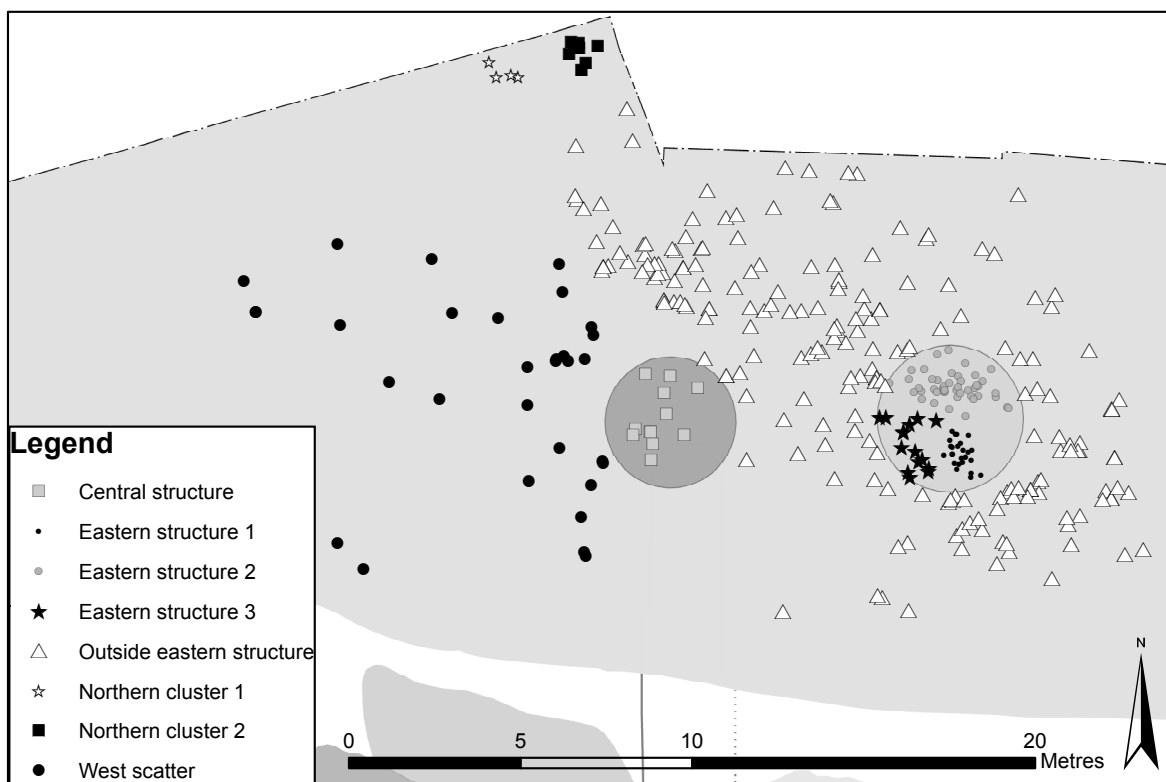 Legend
Central structure
Eastern structure 1
Eastern structure 2
Eastern structure 3
Outside eastern structure
Northern cluster 1
Northern cluster 2
West scatter
N
0 5 10 20
Metres